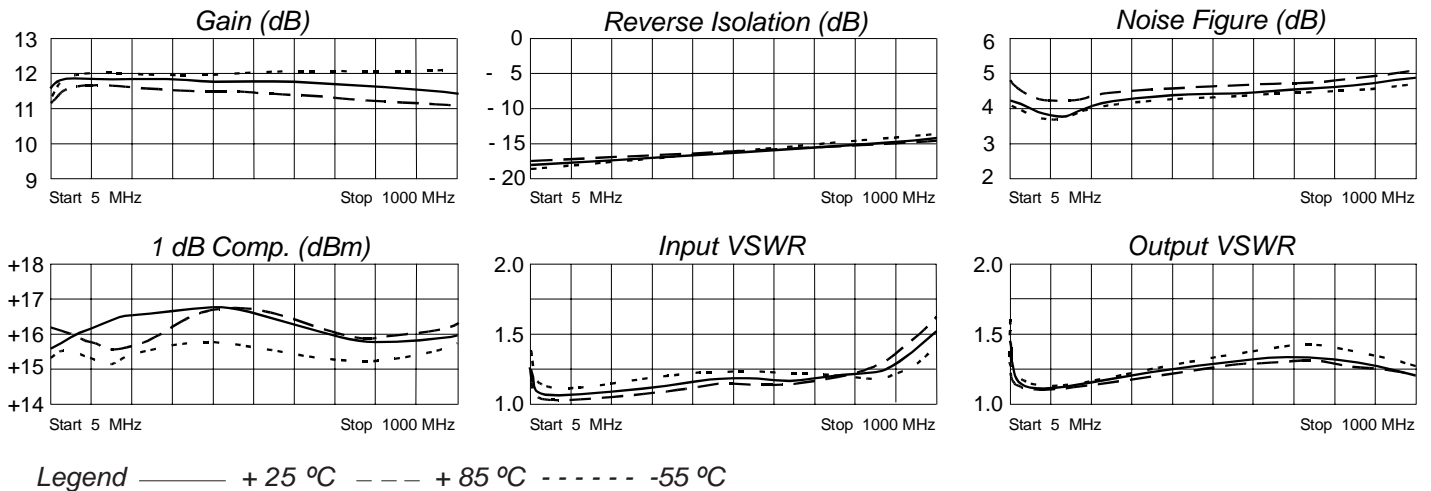 Gain (dB)
13
12
11
10
9
Start 5 MHz
Stop 1000 MHz
Reverse Isolation (dB)
0
- 5
- 10
- 15
- 20
Start 5 MHz
Stop 1000 MHz
Noise Figure (dB)
6
5
4
3
2
Start 5 MHz
Stop 1000 MHz
1 dB Comp. (dBm)
+18
+17
+16
+15
+14
Start 5 MHz
Stop 1000 MHz
Input VSWR
2.0
1.5
1.0
Start 5 MHz
Stop 1000 MHz
Output VSWR
2.0
1.5
1.0
Start 5 MHz
Stop 1000 MHz
Legend + 25 ºC + 85 ºC -55 ºC